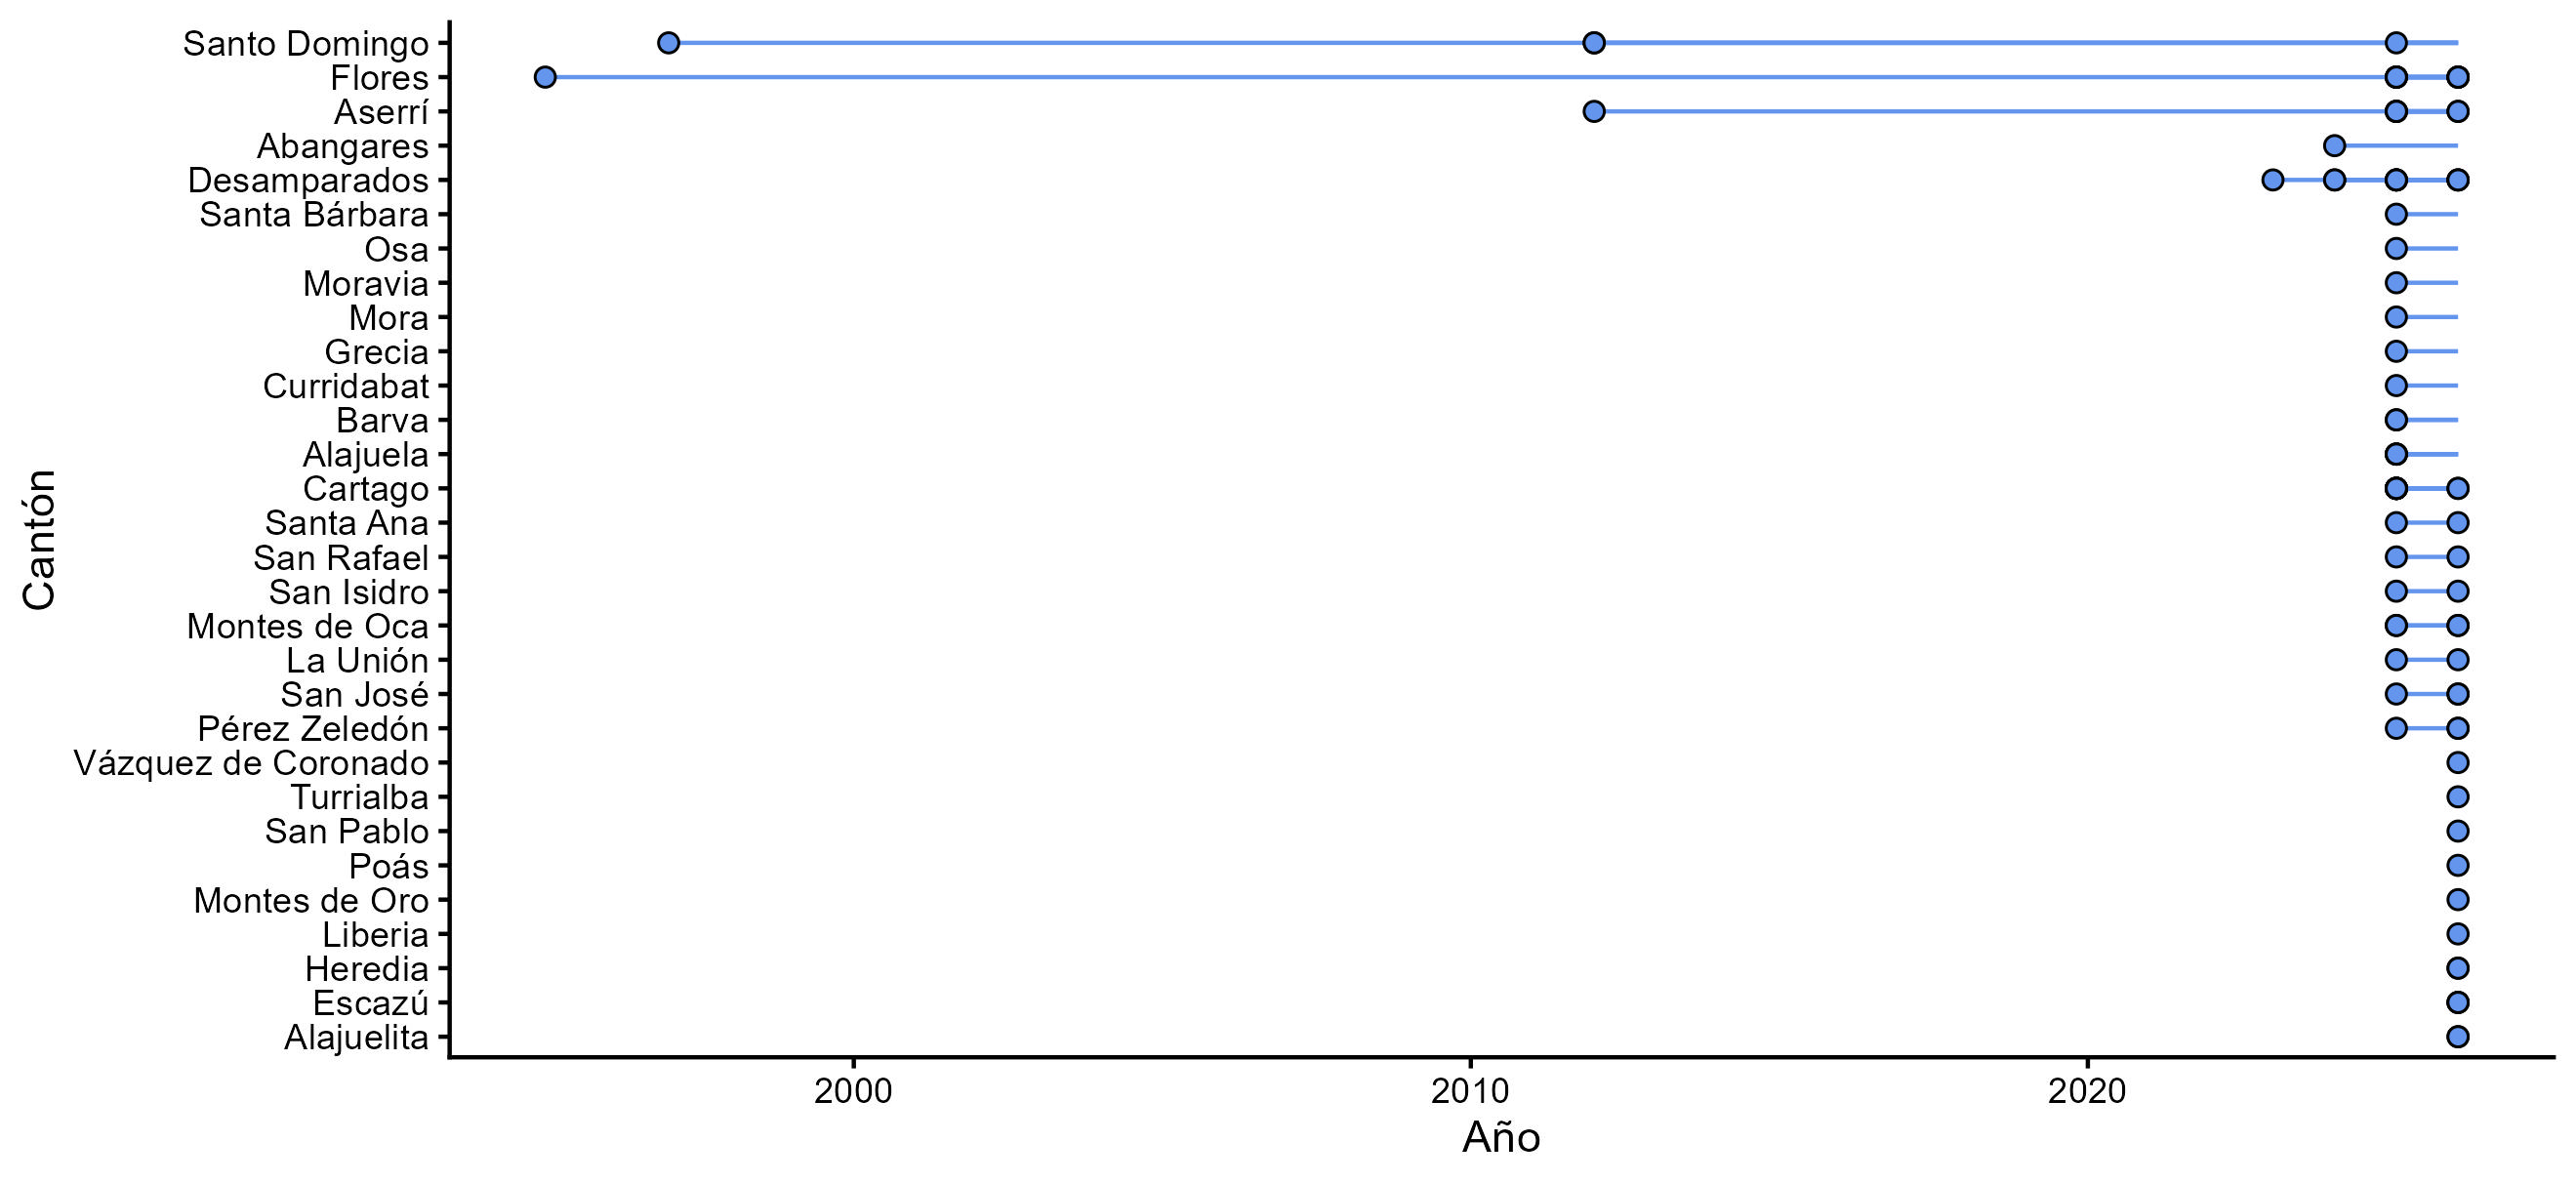 Santo Domingo
Flores
Aserrí
Abangares
Desamparados
Santa Bárbara
Osa
Moravia
Mora
Grecia
Curridabat
Barva
Alajuela
Cartago
Santa Ana
San Rafael
San Isidro
Montes de Oca
La Unión
San José
Pérez Zeledón
Vázquez de Coronado
Turrialba
San Pablo
Poás
Montes de Oro
Liberia
Heredia
Escazú
Alajuelita
Cantón
2000 2010 2020
Año